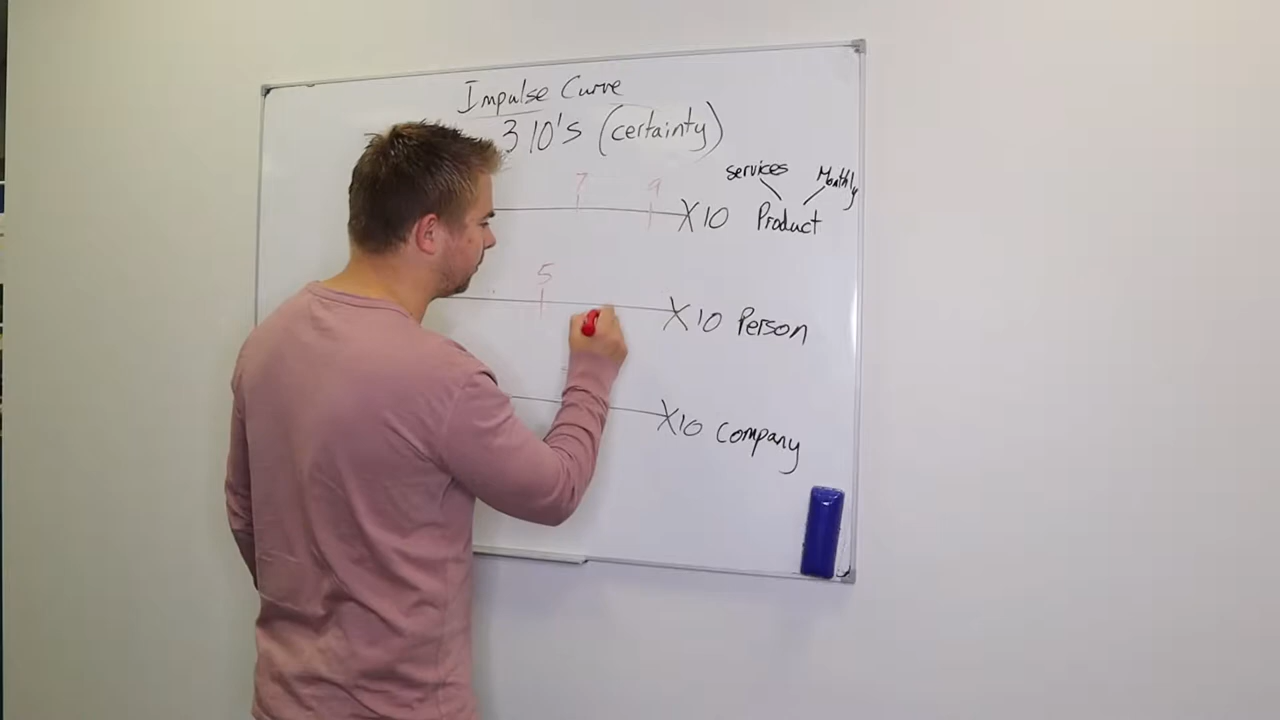 Impulse Curve
3 10's (certainty)
services Monthly
7 9
X10 Product
5
X10 Person
X10 Company